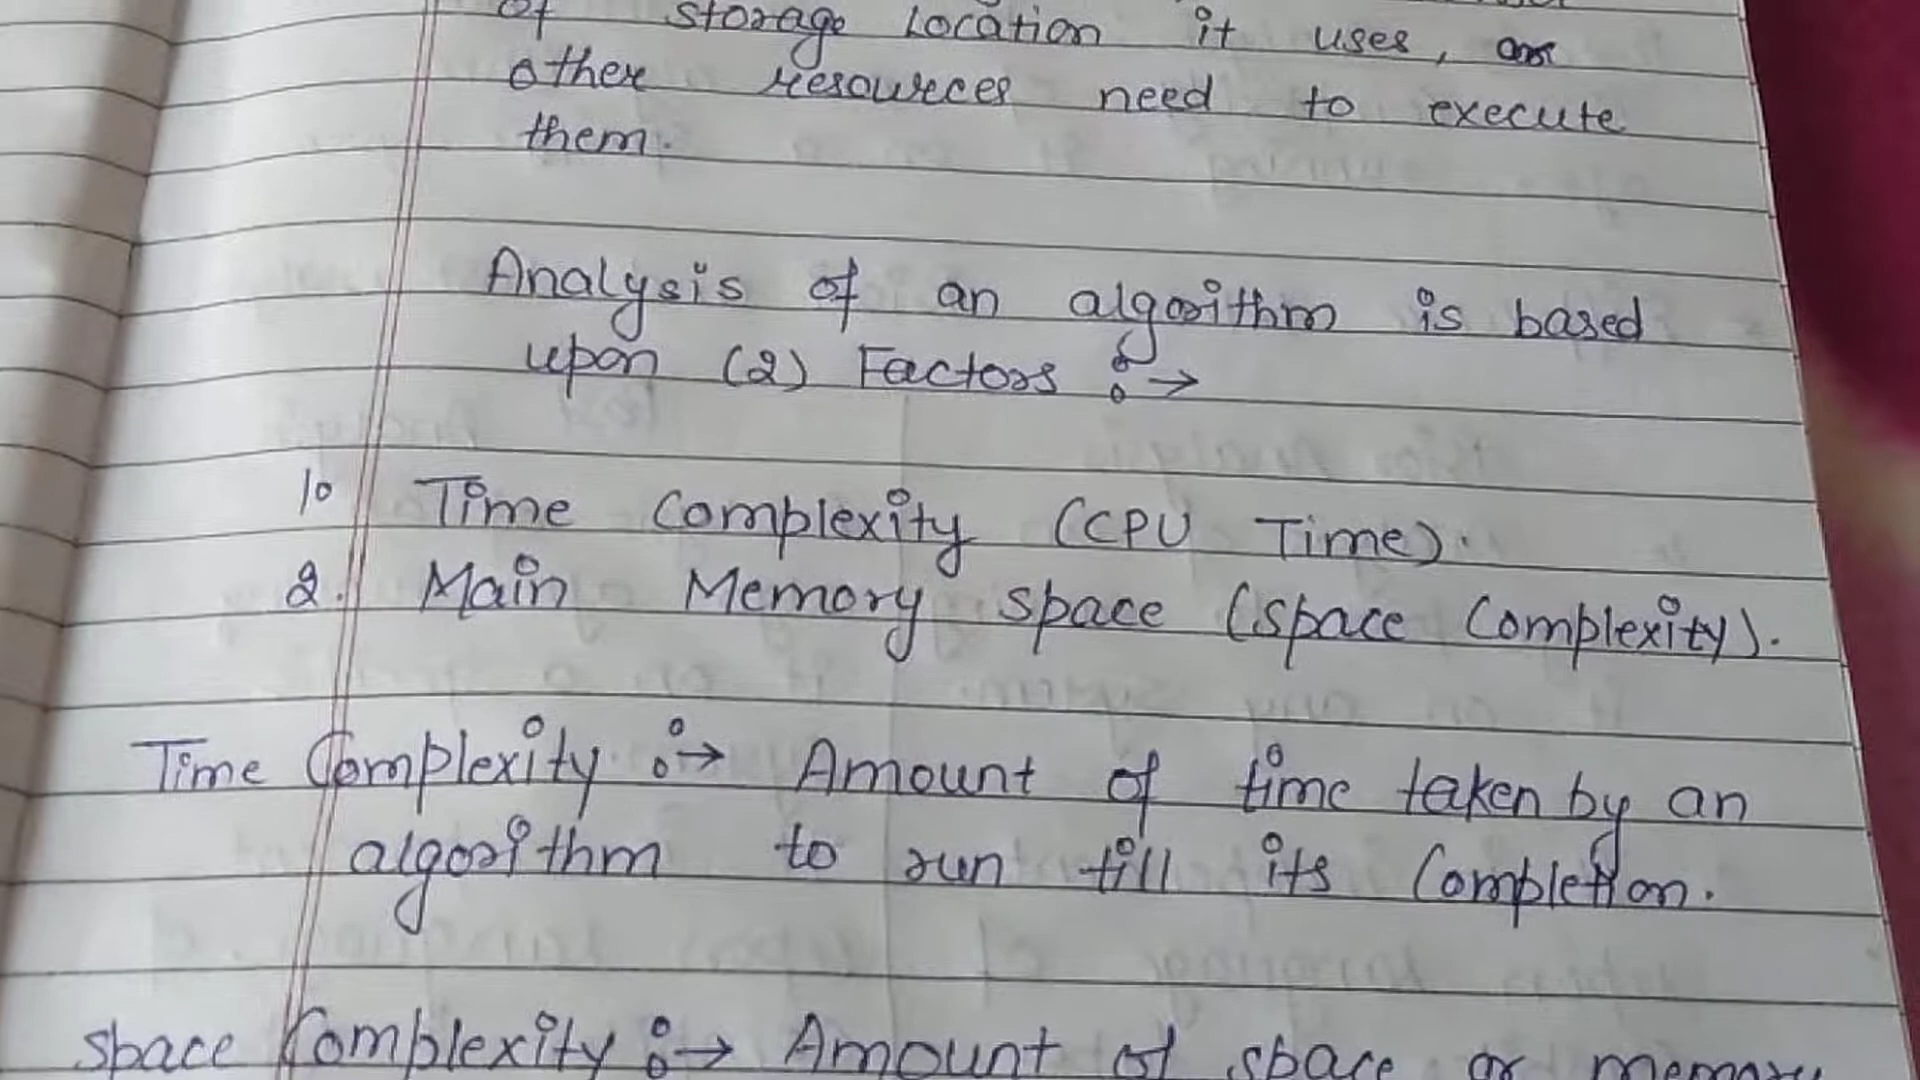 of storage Location it uses, or
other resources need to execute
them.
Analysis of an algorithm is based
upon (2) Factors :→
1. Time Complexity (CPU Time).
2. Main Memory space (space Complexity).
Time Complexity :→ Amount of time taken by an
algorithm to run till its Completion.
space Complexity :→ Amount of space or memory